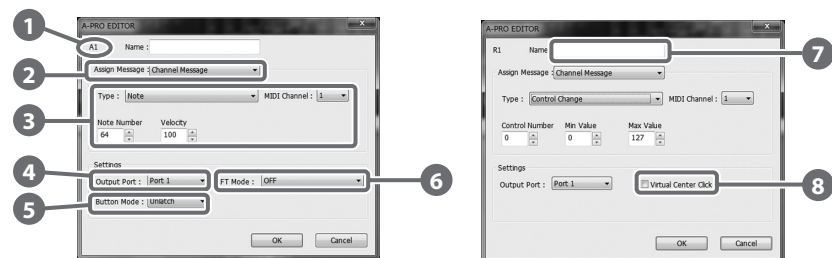 A-PRO EDITOR
1
A1 Name :
2
Assign Message : Channel Message
3
Type : Note MIDI Channel : 1
Note Number Velocity
64 100
Settings
4
Output Port : Port 1 FT Mode : OFF
6
5
Button Mode : Unlatch
OK Cancel
A-PRO EDITOR
R1 Name
7
Assign Message : Channel Message
Type : Control Change MIDI Channel : 1
Control Number Min Value Max Value
0 0 127
Settings
Output Port : Port 1 Virtual Center Click
8
OK Cancel